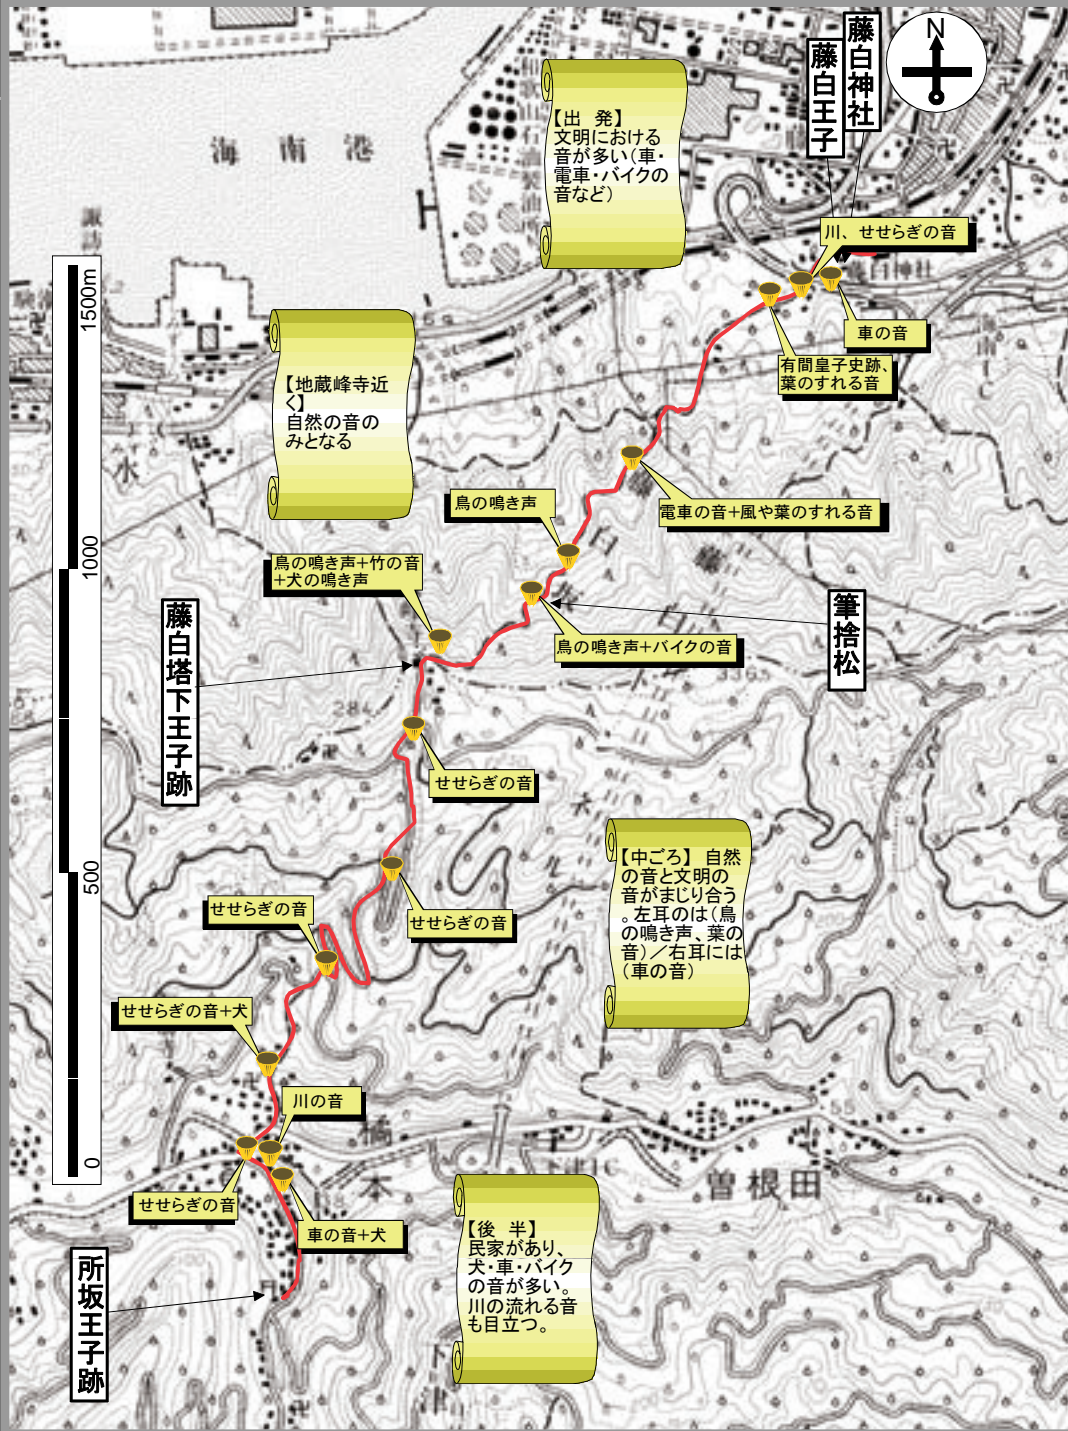 藤白神社
藤白王子
N
【出　発】
文明における
音が多い（車・
電車・バイクの
音など）
海南港
川、せせらぎの音
車の音
有間皇子史跡、
葉のすれる音
1500m
【地蔵峰寺近
く】
自然の音の
みとなる
水
電車の音＋風や葉のすれる音
鳥の鳴き声
鳥の鳴き声＋竹の音
＋犬の鳴き声
1000
筆捨松
鳥の鳴き声＋バイクの音
藤白塔下王子跡
284
せせらぎの音
【中ごろ】 自然
の音と文明の
音がまじり合う
。左耳のは（鳥
の鳴き声、葉の
音）／右耳には
（車の音）
500
せせらぎの音
せせらぎの音
せせらぎの音＋犬
川の音
橘
本
曽根田
0
せせらぎの音
車の音＋犬
【後　半】
民家があり、
犬・車・バイク
の音が多い。
川の流れる音
も目立つ。
所坂王子跡
下津